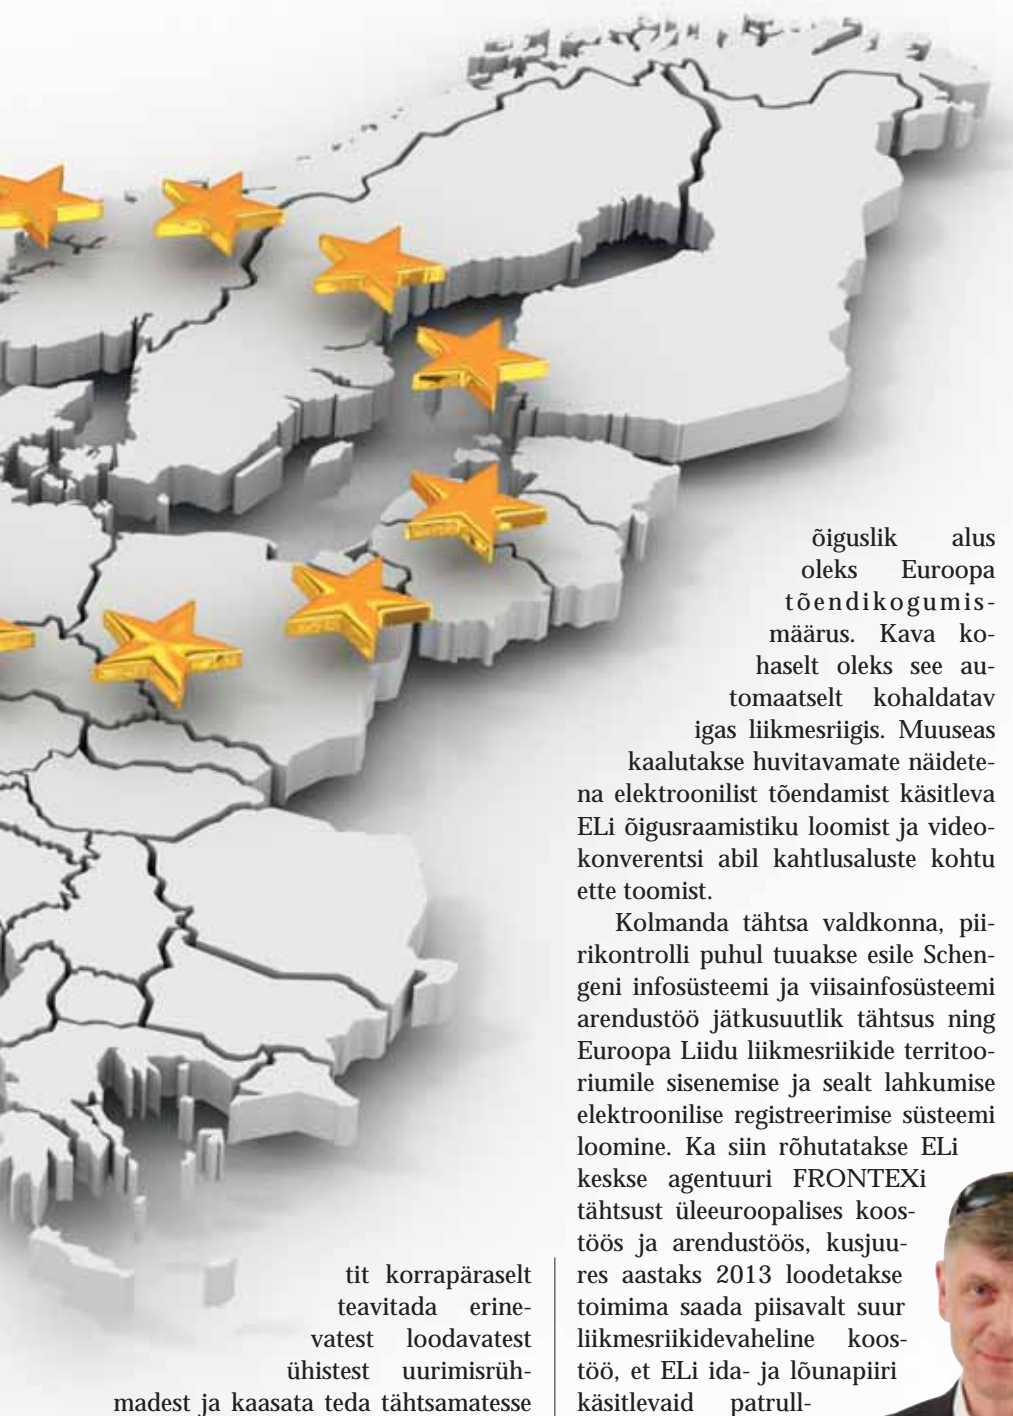 tit korrapäraselt
teavitada erine-
vatest loodavatest
ühistest uurimisrüh-
madest ja kaasata teda tähtsamatesse
õiguslik alus
oleks Euroopa
tõendikogumis-
määrus. Kava ko-
haselt oleks see au-
tomaatselt kohaldatav
igas liikmesriigis. Muuseas
kaalutakse huvitavamate näidete-
na elektroonilist tõendamist käsitleva
ELi õigusraamistiku loomist ja video-
konverentsi abil kahtlusaluste kohtu
ette toomist.
Kolmanda tähtsa valdkonna, pii-
rikontrolli puhul tuuakse esile Schen-
geni infosüsteemi ja viisainfosüsteemi
arendustöö jätkusuutlik tähtsus ning
Euroopa Liidu liikmesriikide territoo-
riumile sisenemise ja sealt lahkumise
elektroonilise registreerimise süsteemi
loomine. Ka siin rõhutatakse ELi
keskse agentuuri FRONTEXi
tähtsust üleeuroopalises koos-
töös ja arendustöös, kusjuu-
res aastaks 2013 loodetakse
toimima saada piisavalt suur
liikmesriikidevaheline koos-
töö, et ELi ida- ja lõunapiiri
käsitlevaid patrull-